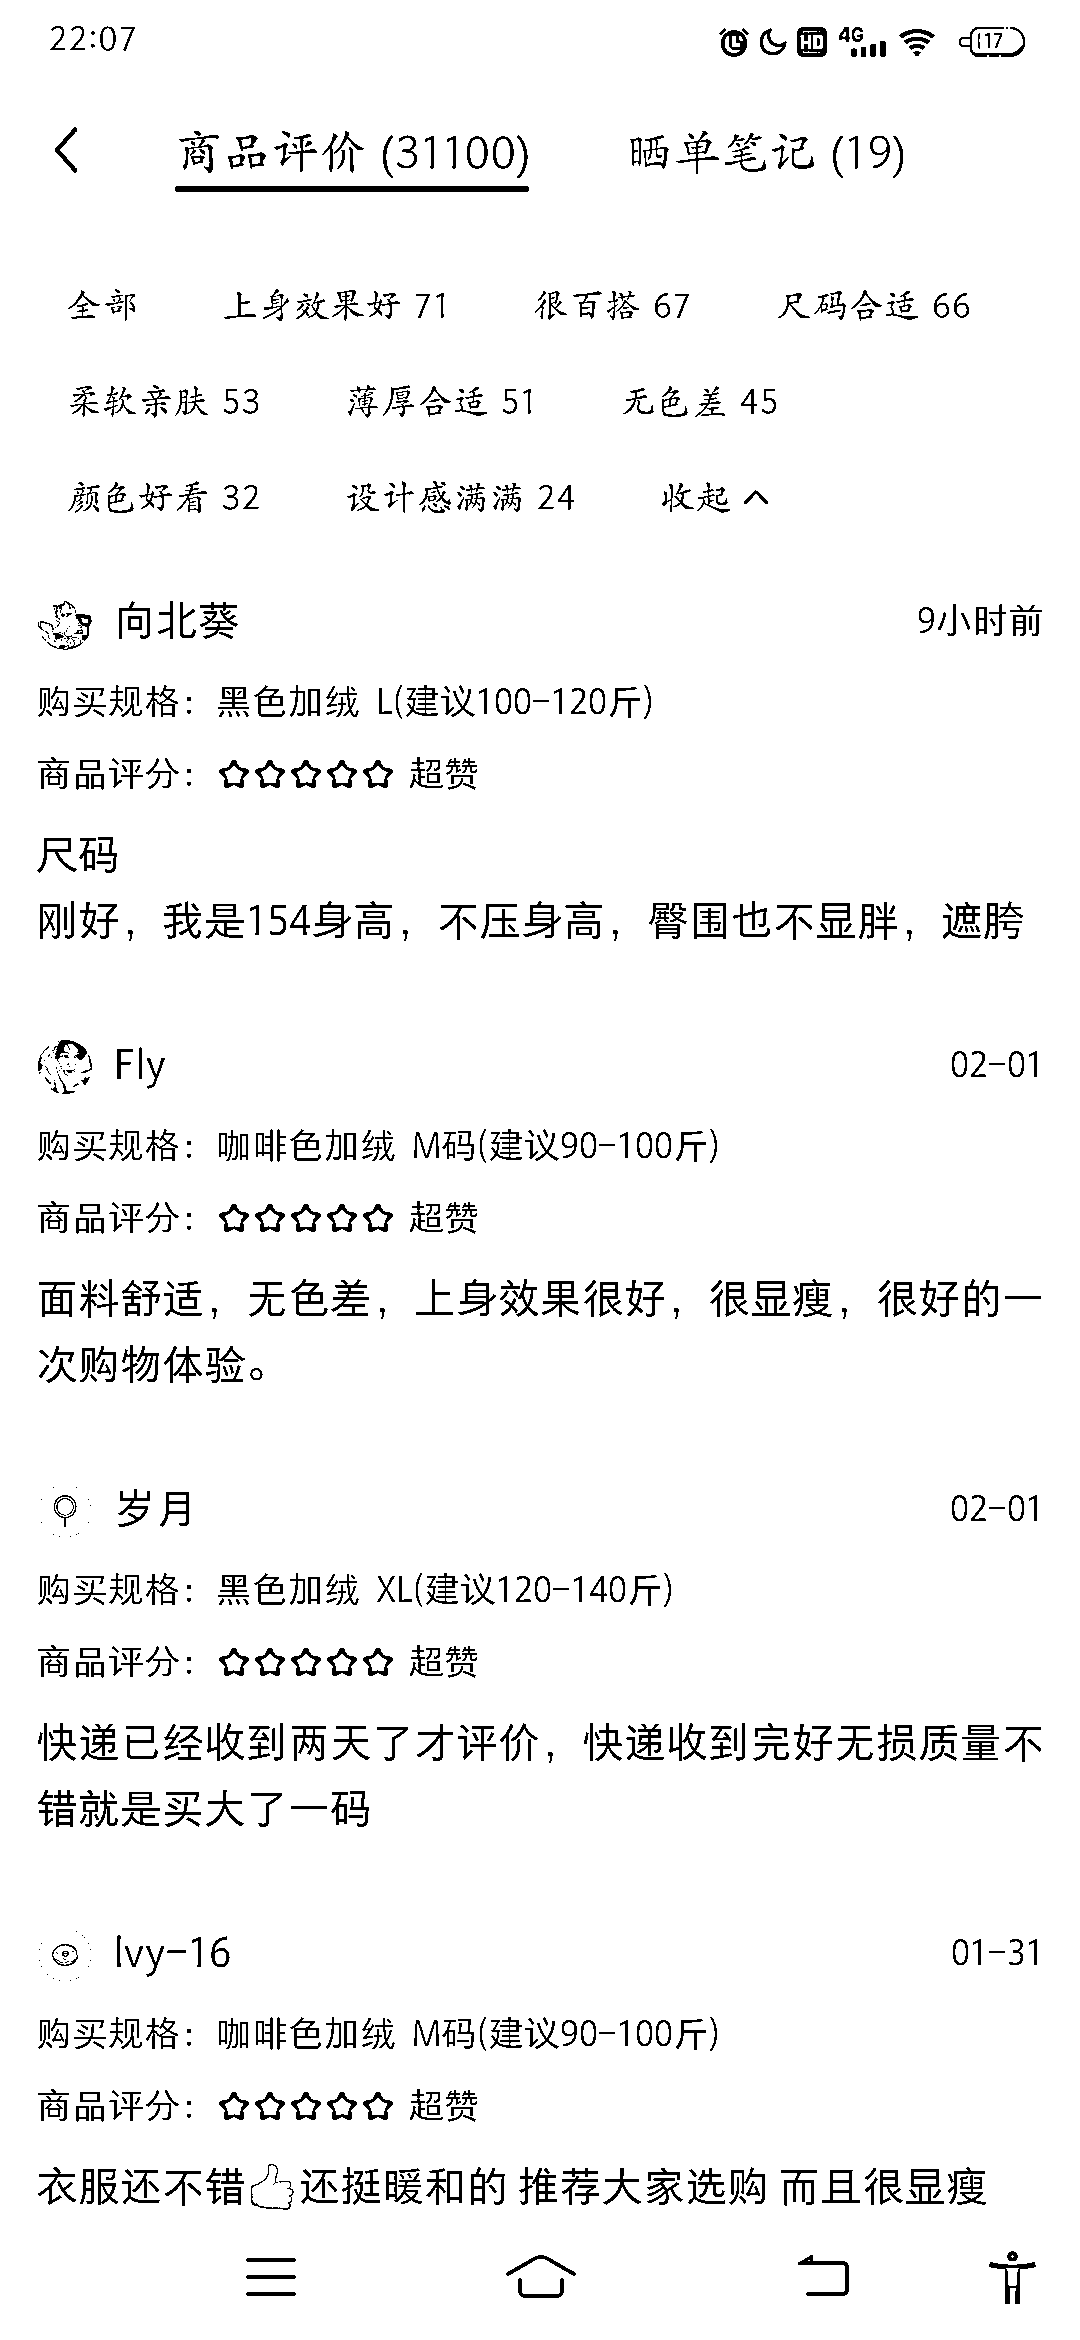 22:07
HD 4G 17
商品评价 (31100) 晒单笔记 (19)
全部 上身效果好 71 很百搭 67 尺码合适 66
柔软亲肤 53 薄厚合适 51 无色差 45
颜色好看 32 设计感满满 24 收起
向北葵 9小时前
购买规格：黑色加绒 L(建议100-120斤)
商品评分：☆☆☆☆☆ 超赞
尺码
刚好，我是154身高，不压身高，臀围也不显胖，遮胯
Fly 02-01
购买规格：咖啡色加绒 M码(建议90-100斤)
商品评分：☆☆☆☆☆ 超赞
面料舒适，无色差，上身效果很好，很显瘦，很好的一
次购物体验。
岁月 02-01
购买规格：黑色加绒 XL(建议120-140斤)
商品评分：☆☆☆☆☆ 超赞
快递已经收到两天了才评价，快递收到完好无损质量不
错就是买大了一码
lvy-16 01-31
购买规格：咖啡色加绒 M码(建议90-100斤)
商品评分：☆☆☆☆☆ 超赞
衣服还不错👍还挺暖和的 推荐大家选购 而且很显瘦